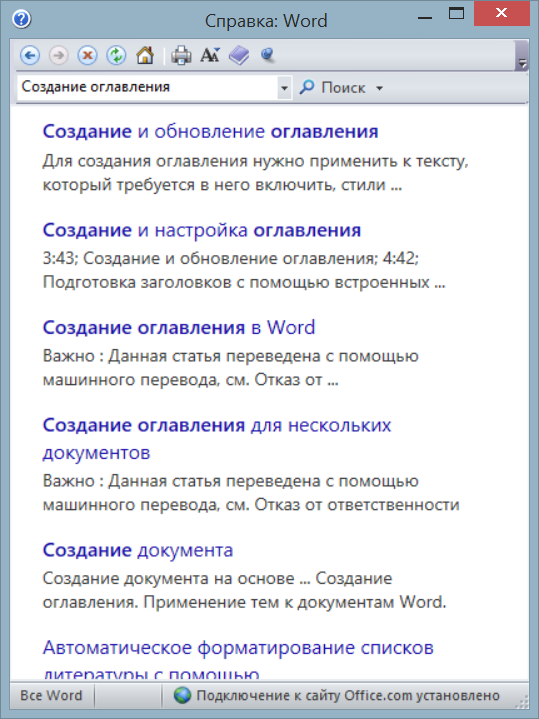 Справка: Word
Создание оглавления
Поиск
Создание и обновление оглавления
Для создания оглавления нужно применить к тексту,
который требуется в него включить, стили ...
Создание и настройка оглавления
3:43; Создание и обновление оглавления; 4:42;
Подготовка заголовков с помощью встроенных ...
Создание оглавления в Word
Важно : Данная статья переведена с помощью
машинного перевода, см. Отказ от ...
Создание оглавления для нескольких
документов
Важно : Данная статья переведена с помощью
машинного перевода, см. Отказ от ответственности
Создание документа
Создание документа на основе ... Создание
оглавления. Применение тем к документам Word.
Автоматическое форматирование списков
литературы с помощью
Все Word
Подключение к сайту Office.com установлено